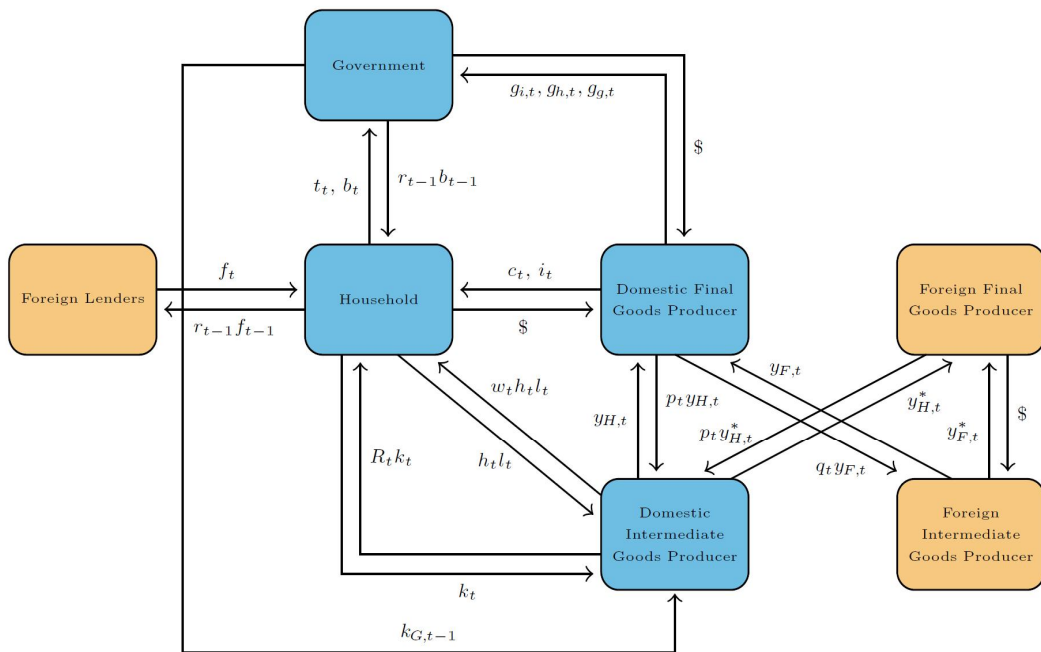 Government
$g_{i,t}, g_{h,t}, g_{g,t}$
$
$t_t, b_t$
$r_{t-1}b_{t-1}$
Foreign Lenders
$f_t$
$r_{t-1}f_{t-1}$
Household
$c_t, i_t$
$
Domestic Final
Goods Producer
Foreign Final
Goods Producer
$w_t h_t l_t$
$h_t l_t$
$R_t k_t$
$k_t$
$y_{H,t}$
$p_t y_{H,t}$
$p_t y^*_{H,t}$
$y_{F,t}$
$q_t y_{F,t}$
$y^*_{H,t}$
$y^*_{F,t}$
$
Domestic
Intermediate
Goods Producer
Foreign
Intermediate
Goods Producer
$k_{G,t-1}$